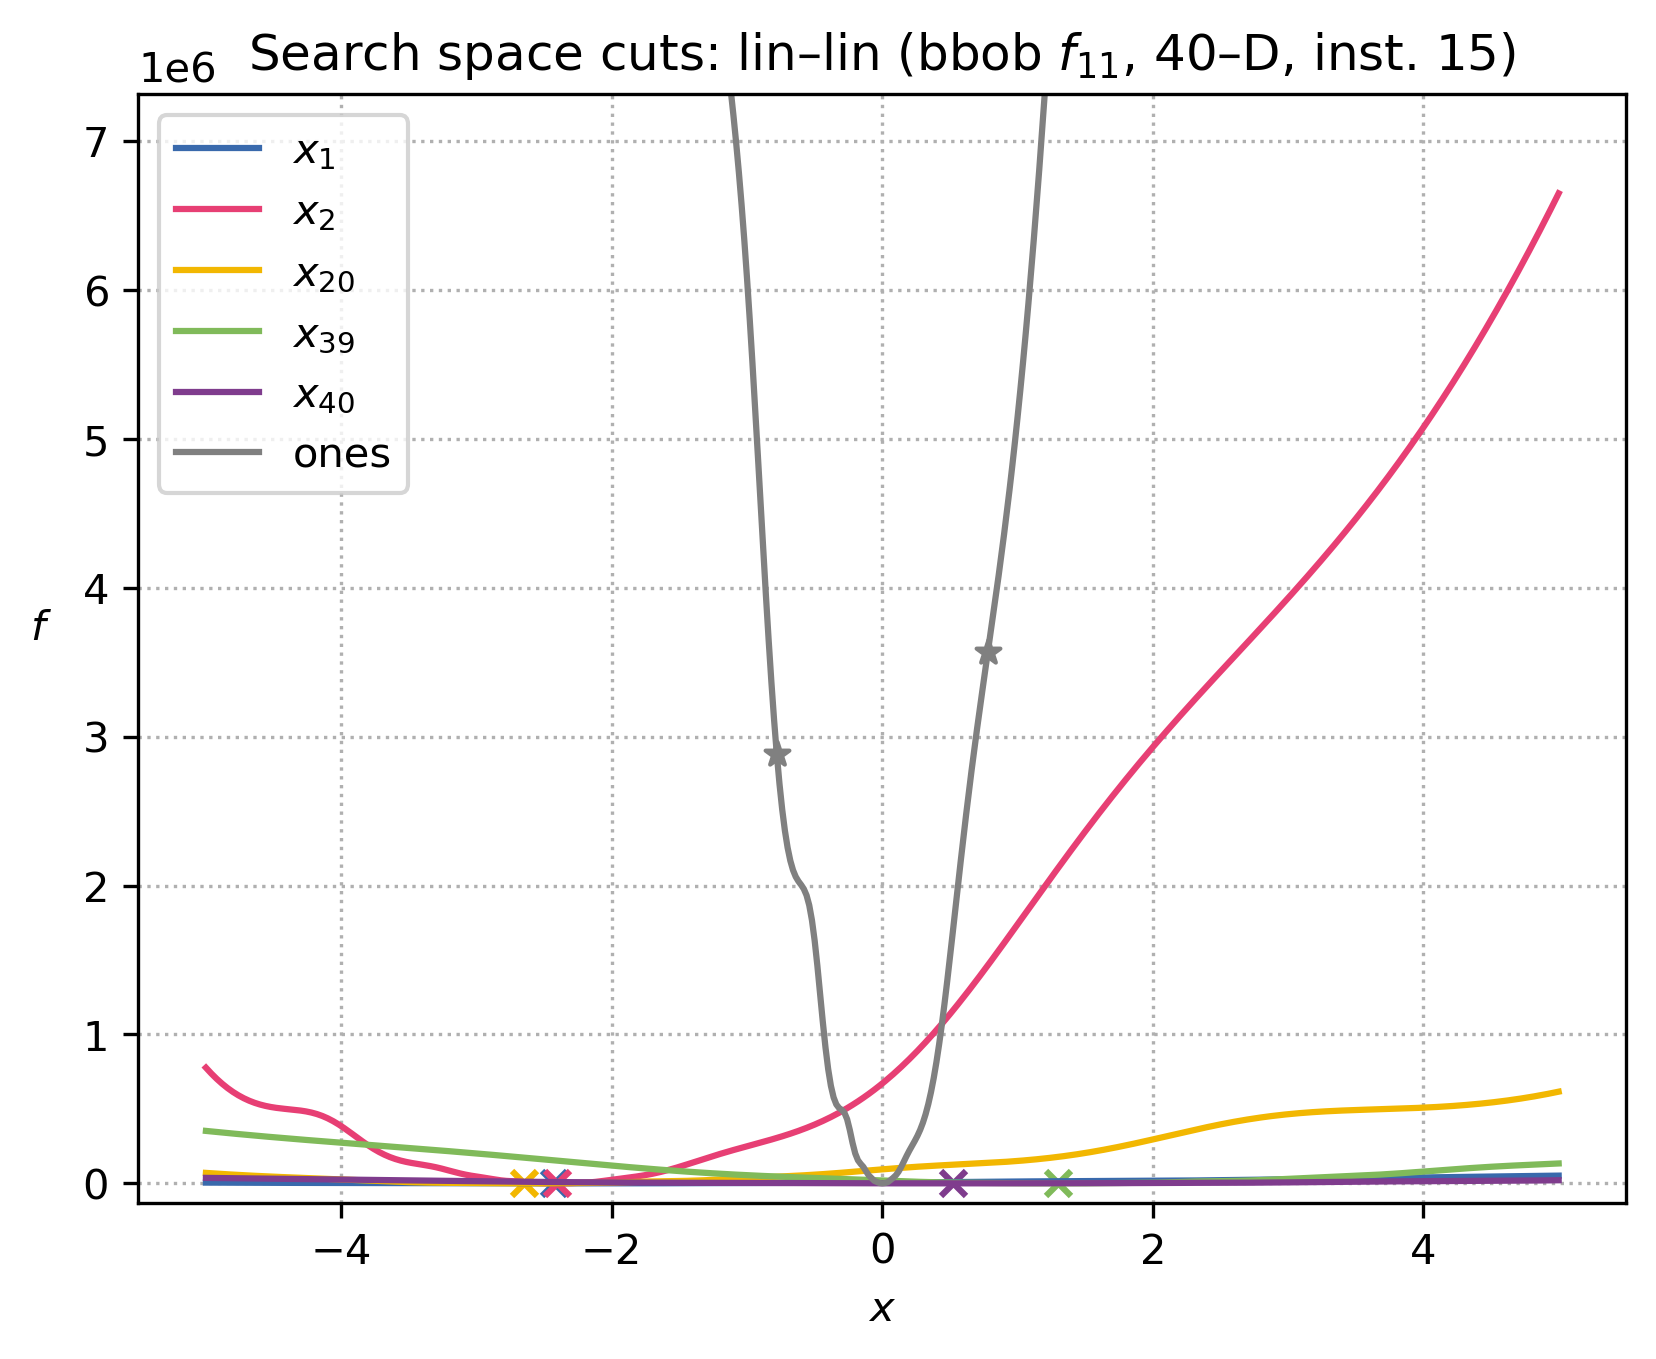 Search space cuts: lin–lin (bbob f₁₁, 40–D, inst. 15)
1e6
x₁
x₂
x₂₀
x₃₉
x₄₀
ones
7
6
5
4
3
2
1
0
f
−4 −2 0 2 4
x